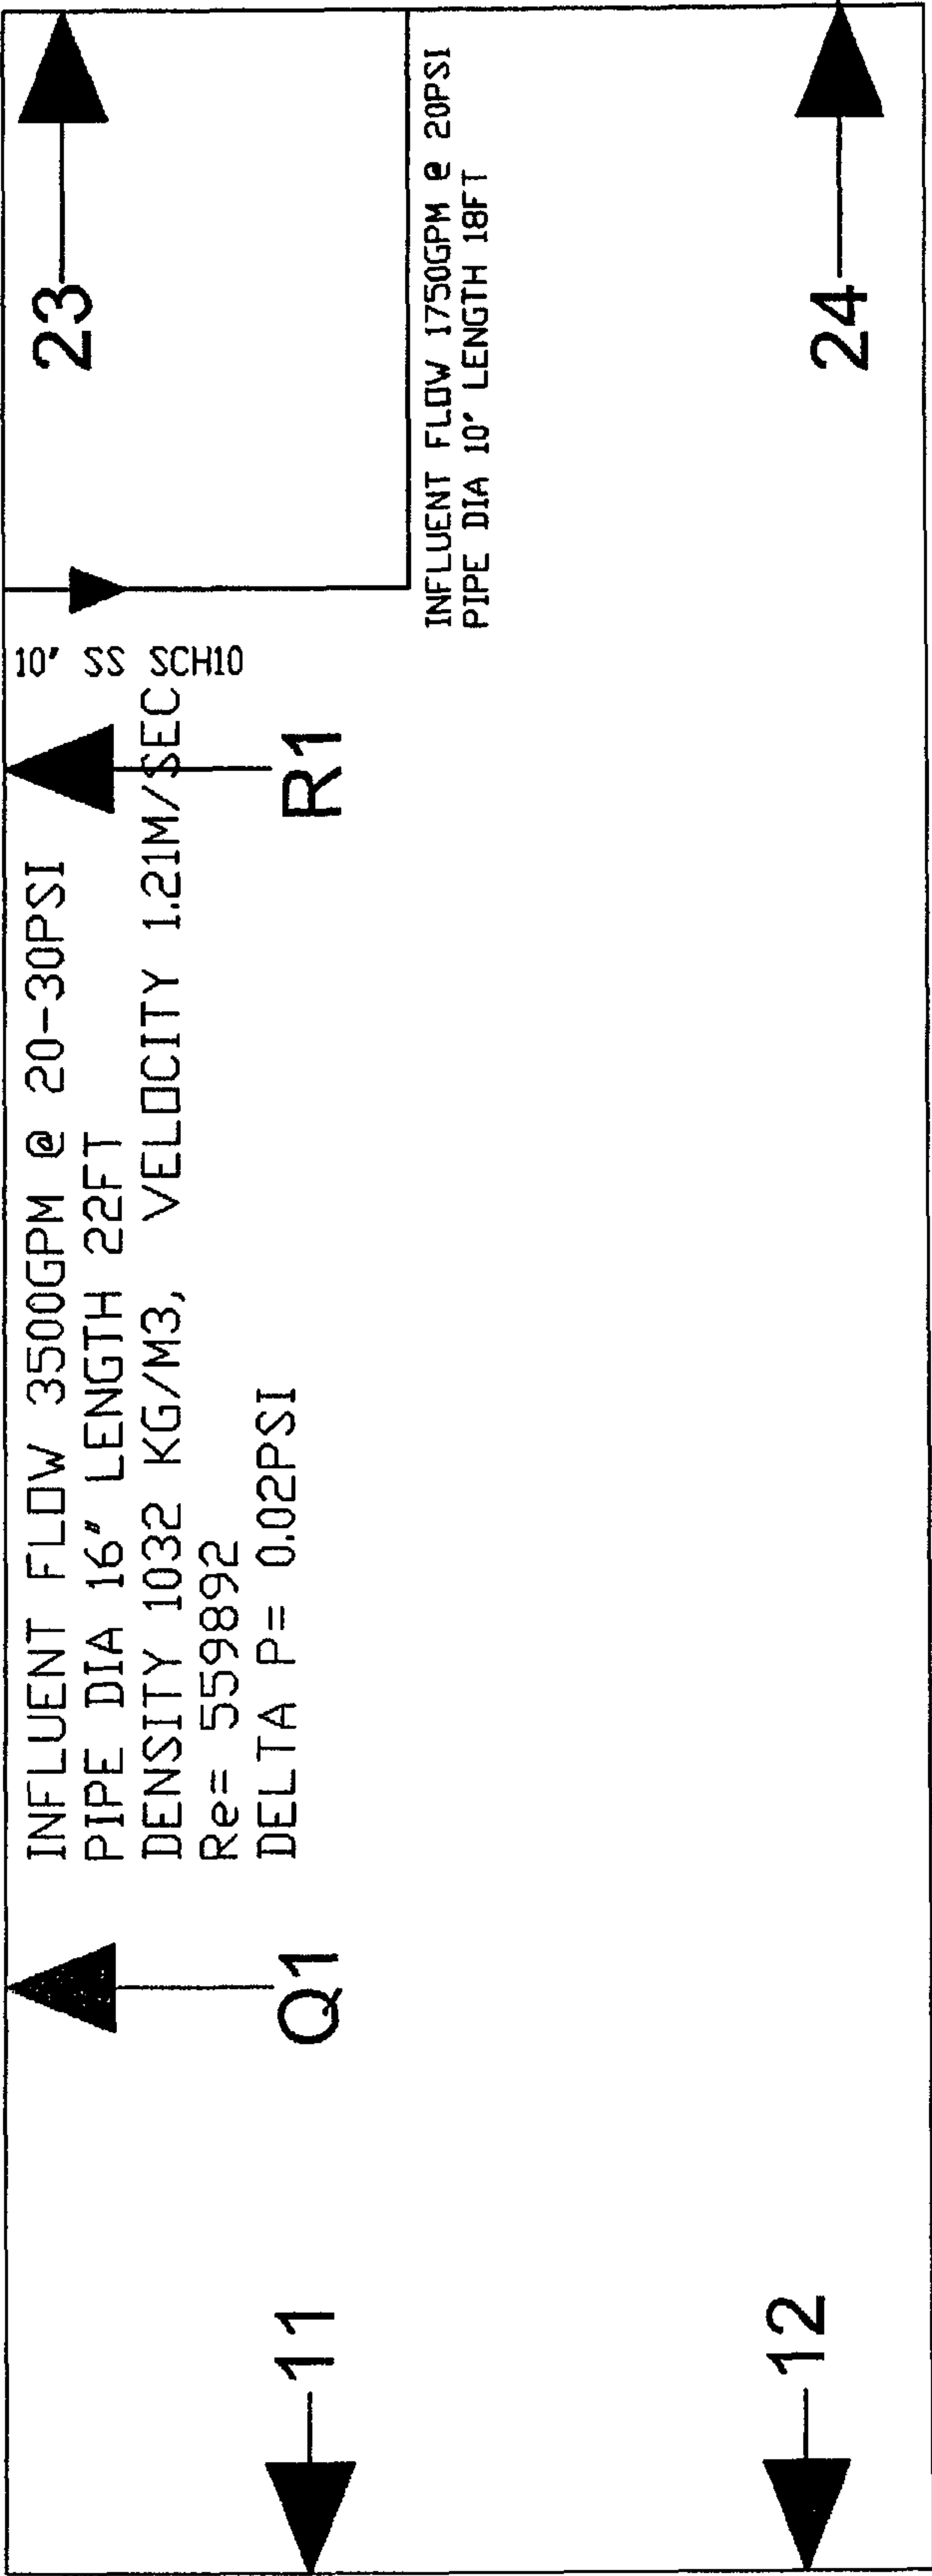 INFLUENT FLOW 3500GPM @ 20-30PSI
PIPE DIA 16" LENGTH 22FT
DENSITY 1032 KG/M3, VELOCITY 1.21M/SEC
Re= 559892
DELTA P= 0.02PSI
10' SS SCH10
INFLUENT FLOW 1750GPM @ 20PSI
PIPE DIA 10' LENGTH 18FT
Q1
R1
23
11
12
24